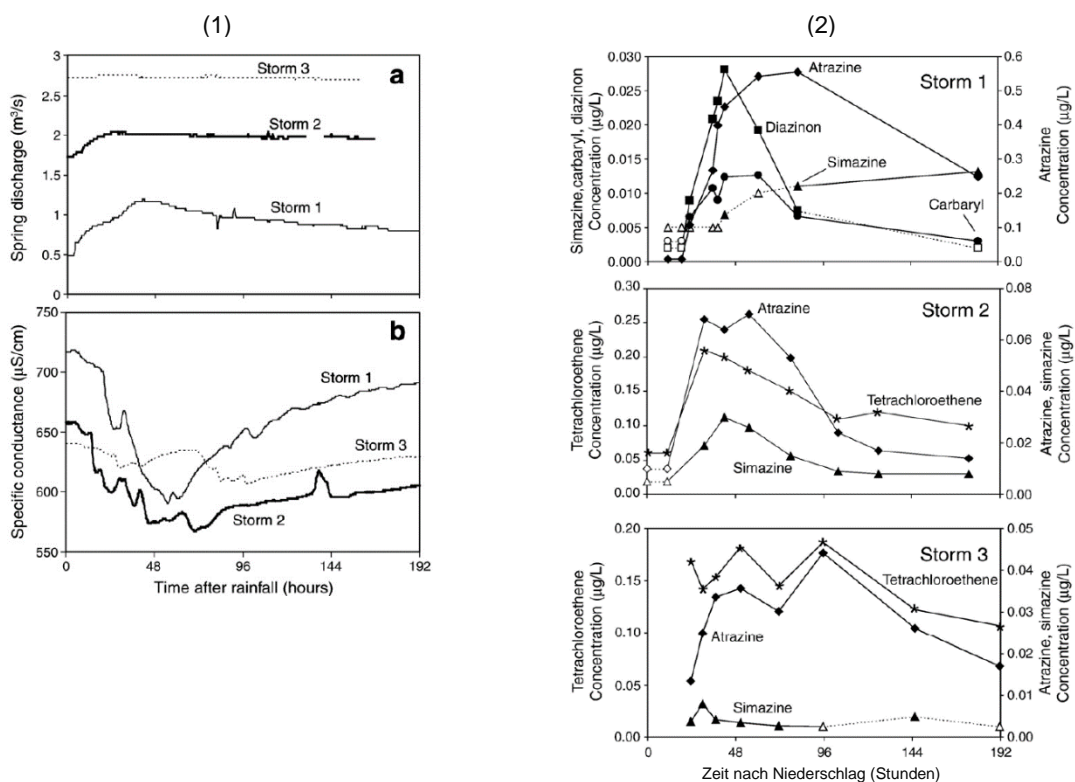 (1)
a
Storm 3
Storm 2
Storm 1
Spring discharge (m³/s)
3
2.5
2
1.5
1
0.5
0
b
Storm 1
Storm 3
Storm 2
Specific conductance (µS/cm)
750
700
650
600
550
0 48 96 144 192
Time after rainfall (hours)
(2)
Storm 1
Atrazine
Diazinon
Simazine
Carbaryl
Simazine,carbaryl, diazinon
Concentration (µg/L)
0.030
0.025
0.020
0.015
0.010
0.005
0.000
0.6
0.5
0.4
0.3
0.2
0.1
0.0
Atrazine
Concentration (µg/L)
Storm 2
Atrazine
Tetrachloroethene
Simazine
Tetrachloroethene
Concentration (µg/L)
0.30
0.25
0.20
0.15
0.10
0.05
0.00
0.08
0.06
0.04
0.02
0.00
Atrazine, simazine
Concentration (µg/L)
Storm 3
Tetrachloroethene
Atrazine
Simazine
Tetrachloroethene
Concentration (µg/L)
0.20
0.15
0.10
0.05
0.00
0.05
0.04
0.03
0.02
0.01
0.00
Atrazine, simazine
Concentration (µg/L)
0 48 96 144 192
Zeit nach Niederschlag (Stunden)